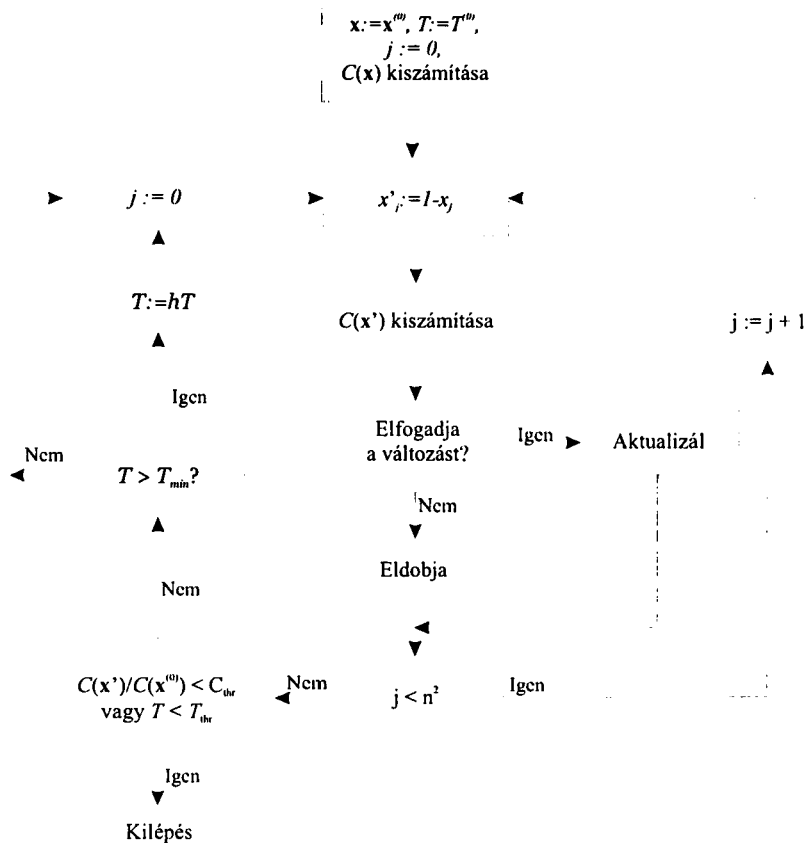 x:=x⁽⁰⁾, T:=T⁽⁰⁾,
j := 0,
C(x) kiszámítása
j := 0
x'ⱼ:=1-xⱼ
T:=hT
C(x') kiszámítása
j := j + 1
Igen
Elfogadja
a változást?
Igen
Aktualizál
Nem
T > Tmin?
Nem
Eldobja
Nem
C(x')/C(x⁽⁰⁾) < Cthr
vagy T < Tthr
Nem
j < n²
Igen
Igen
Kilépés